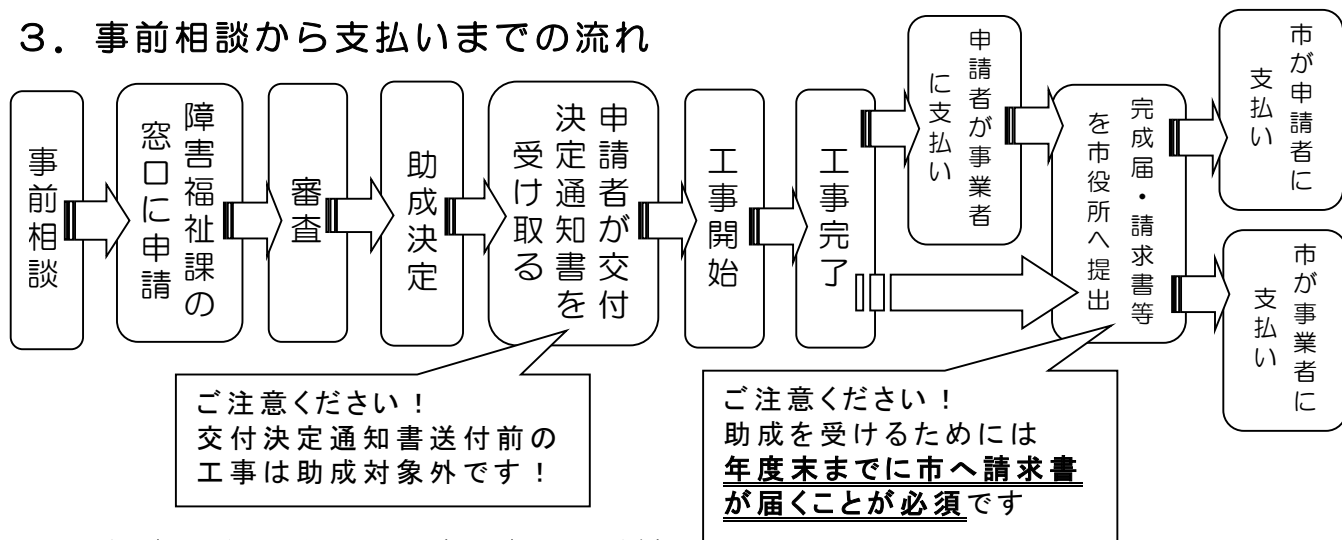 ３．事前相談から支払いまでの流れ
事前相談
障害福祉課の
窓口に申請
審査
助成決定
申請者が交付
決定通知書を
受け取る
工事開始
工事完了
申請者が事業者
に支払い
完成届・請求書等
を市役所へ提出
市が申請者に
支払い
市が事業者に
支払い
ご注意ください！
交付決定通知書送付前の
工事は助成対象外です！
ご注意ください！
助成を受けるためには
年度末までに市へ請求書
が届くことが必須です